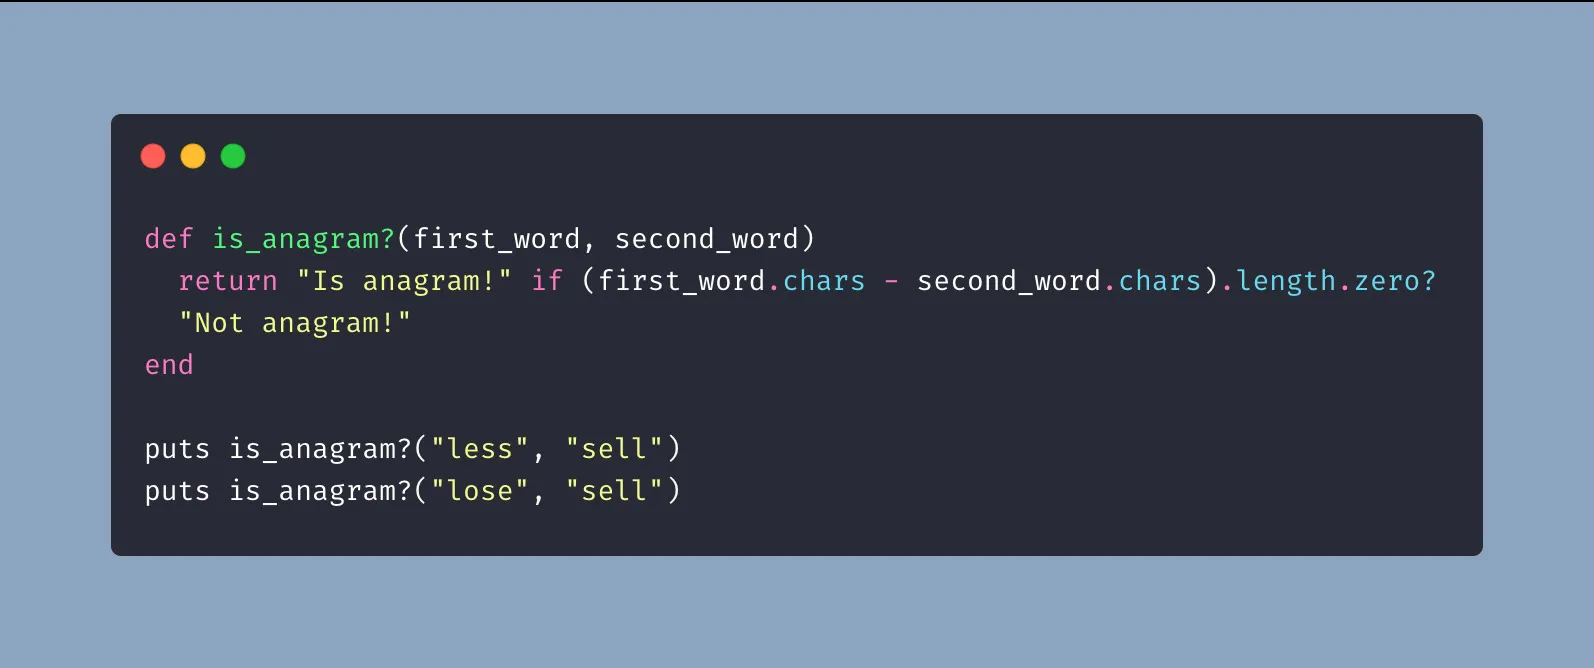 def is_anagram?(first_word, second_word)
  return "Is anagram!" if (first_word.chars - second_word.chars).length.zero?
  "Not anagram!"
end

puts is_anagram?("less", "sell")
puts is_anagram?("lose", "sell")